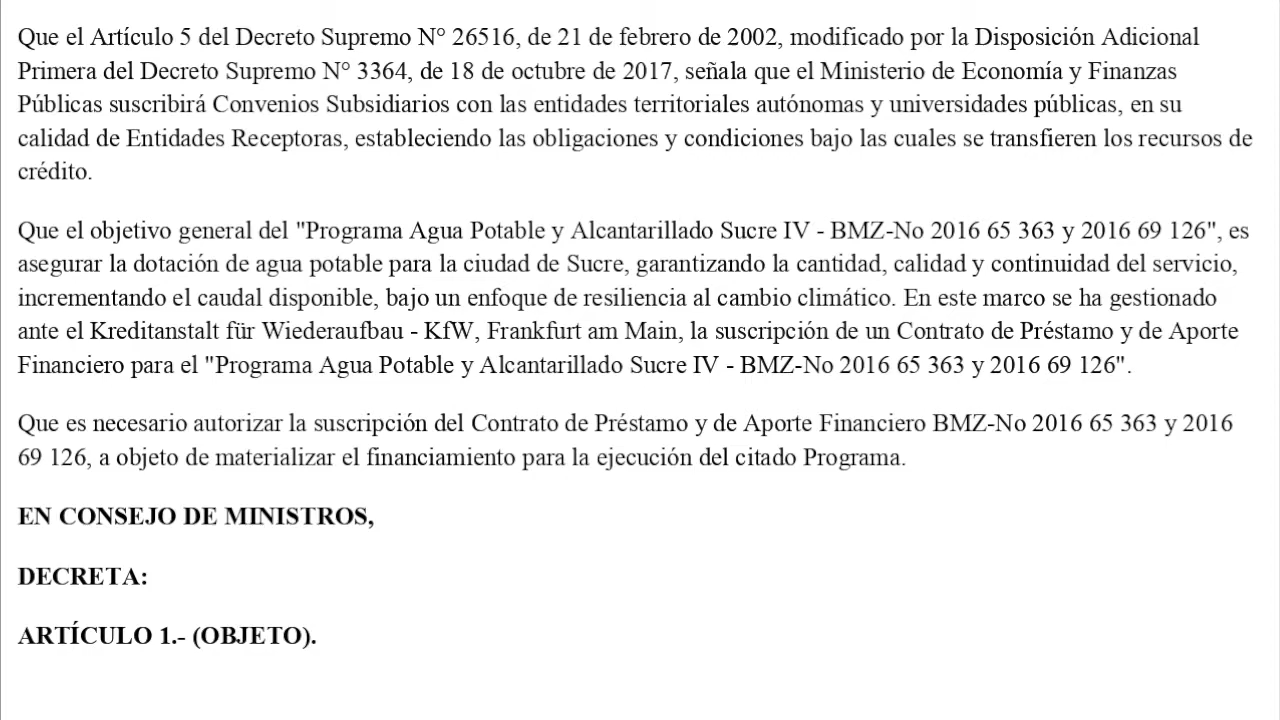 Que el Artículo 5 del Decreto Supremo N° 26516, de 21 de febrero de 2002, modificado por la Disposición Adicional
Primera del Decreto Supremo N° 3364, de 18 de octubre de 2017, señala que el Ministerio de Economía y Finanzas
Públicas suscribirá Convenios Subsidiarios con las entidades territoriales autónomas y universidades públicas, en su
calidad de Entidades Receptoras, estableciendo las obligaciones y condiciones bajo las cuales se transfieren los recursos de
crédito.
Que el objetivo general del "Programa Agua Potable y Alcantarillado Sucre IV - BMZ-No 2016 65 363 y 2016 69 126", es
asegurar la dotación de agua potable para la ciudad de Sucre, garantizando la cantidad, calidad y continuidad del servicio,
incrementando el caudal disponible, bajo un enfoque de resiliencia al cambio climático. En este marco se ha gestionado
ante el Kreditanstalt für Wiederaufbau - KfW, Frankfurt am Main, la suscripción de un Contrato de Préstamo y de Aporte
Financiero para el "Programa Agua Potable y Alcantarillado Sucre IV - BMZ-No 2016 65 363 y 2016 69 126".
Que es necesario autorizar la suscripción del Contrato de Préstamo y de Aporte Financiero BMZ-No 2016 65 363 y 2016
69 126, a objeto de materializar el financiamiento para la ejecución del citado Programa.
EN CONSEJO DE MINISTROS,
DECRETA:
ARTÍCULO 1.- (OBJETO).